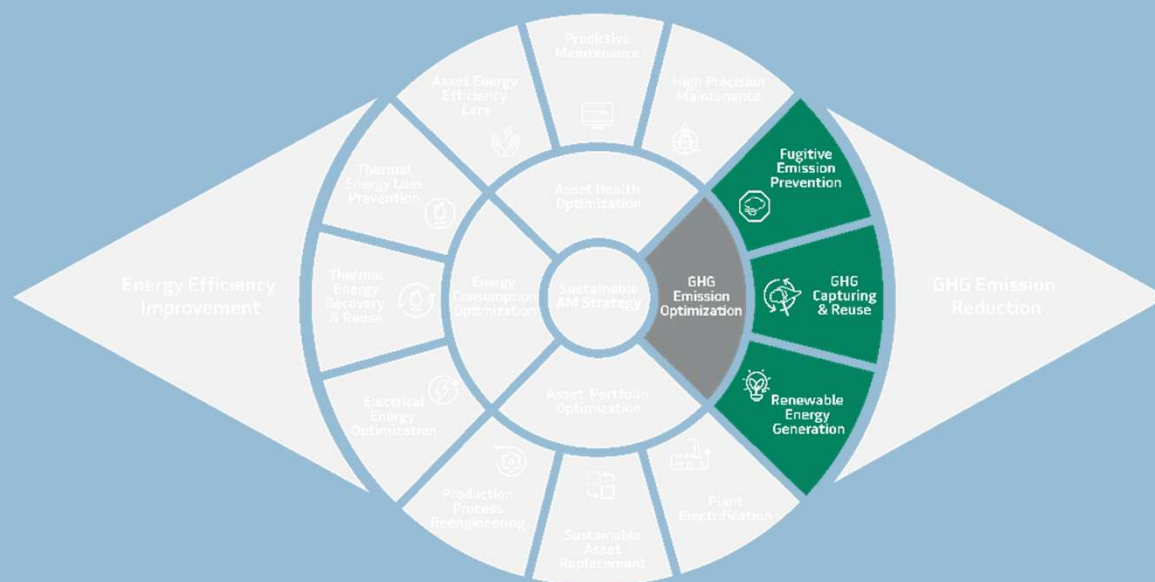 Predictive
Maintenance
Asset Energy
Efficiency
Care
High Precision
Maintenance
Thermal
Energy Loss
Prevention
Asset Health
Optimization
Fugitive
Emission
Prevention
Energy Efficiency
Improvement
Thermal
Energy
Recovery
& Reuse
Energy
Consumption
Optimization
Sustainable
AM Strategy
GHG
Emission
Optimization
GHG
Capturing
& Reuse
GHG Emission
Reduction
Electrical
Energy
Optimization
Asset Portfolio
Optimization
Renewable
Energy
Generation
Production
Process
Reengineering
Sustainable
Asset
Replacement
Plant
Electrification